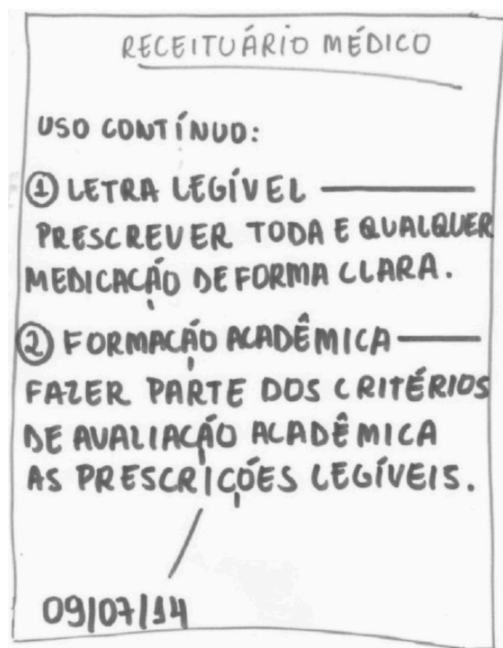 RECEITUÁRIO MÉDICO
USO CONTÍNUO:
① LETRA LEGÍVEL
PRESCREVER TODA E QUALQUER
MEDICAÇÃO DE FORMA CLARA.
② FORMAÇÃO ACADÊMICA
FAZER PARTE DOS CRITÉRIOS
DE AVALIAÇÃO ACADÊMICA
AS PRESCRIÇÕES LEGÍVEIS.
09/07/14